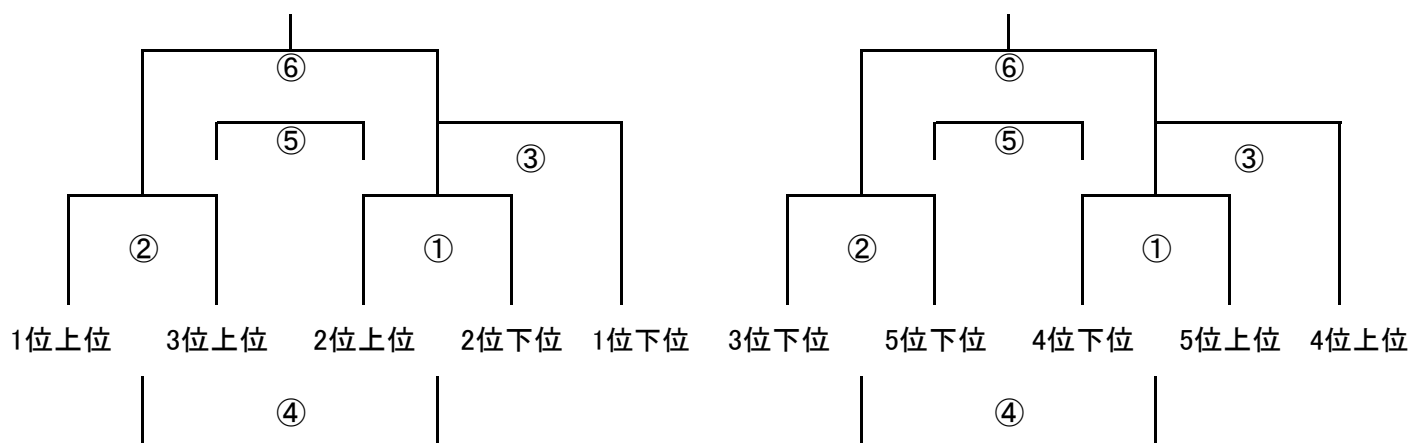 ⑥ ⑥
⑤ ⑤
③ ③
② ① ② ①
1位上位 3位上位 2位上位 2位下位 1位下位 3位下位 5位下位 4位下位 5位上位 4位上位
④ ④